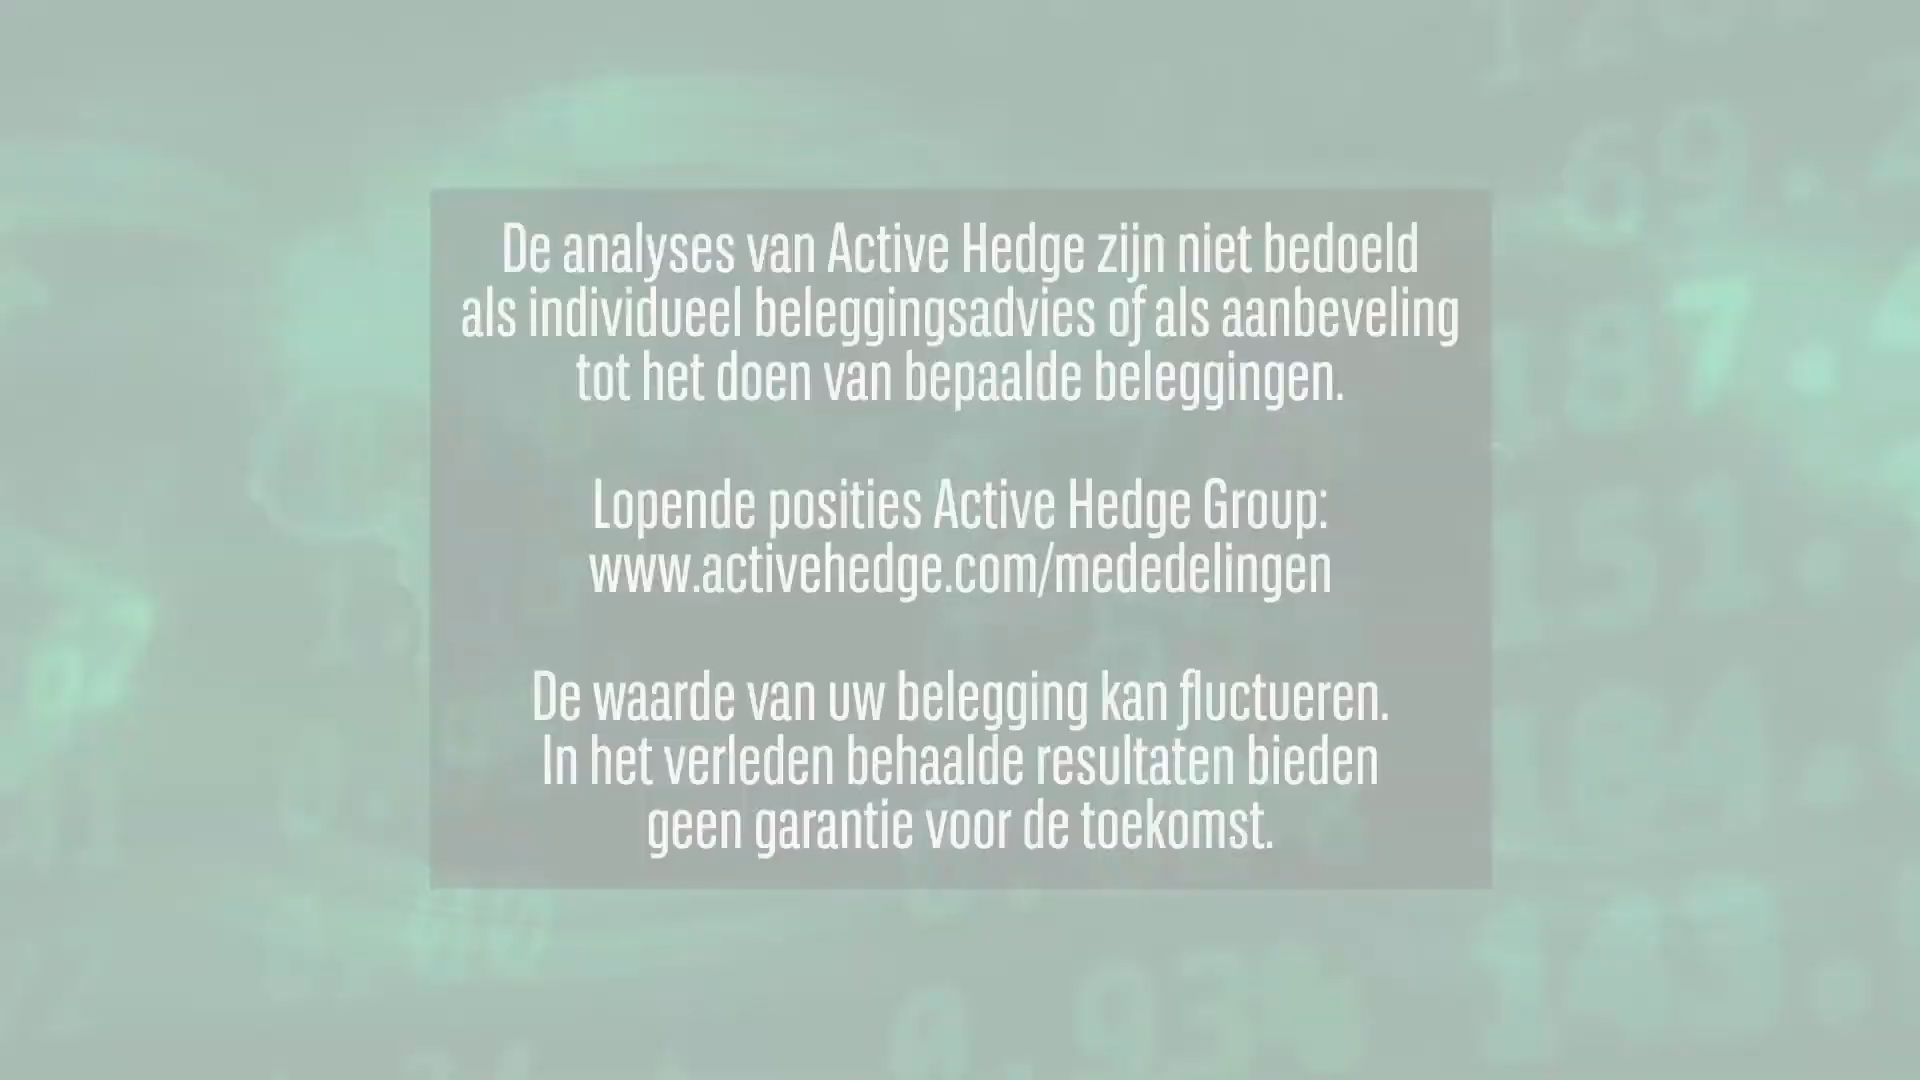 De analyses van Active Hedge zijn niet bedoeld
als individueel beleggingsadvies of als aanbeveling
tot het doen van bepaalde beleggingen.
Lopende posities Active Hedge Group:
www.activehedge.com/mededelingen
De waarde van uw belegging kan fluctueren.
In het verleden behaalde resultaten bieden
geen garantie voor de toekomst.